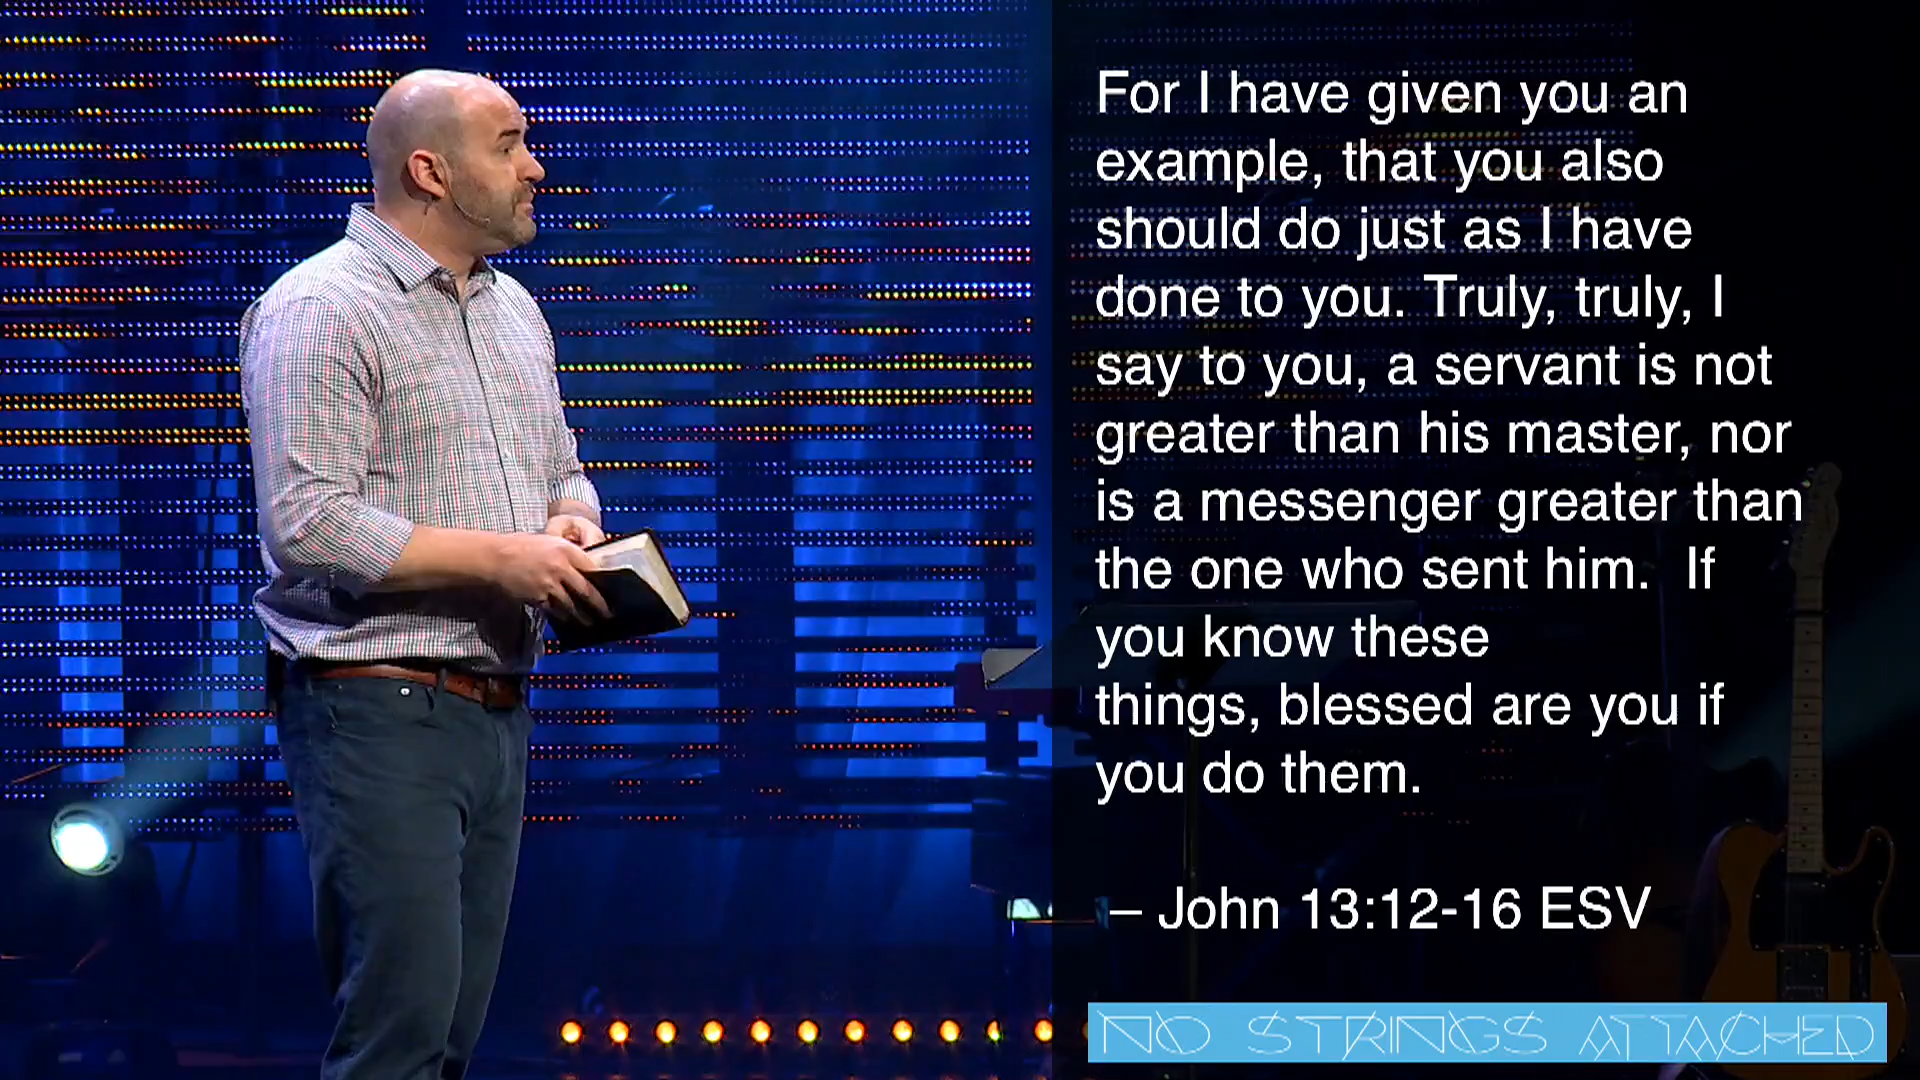 For I have given you an
example, that you also
should do just as I have
done to you. Truly, truly, I
say to you, a servant is not
greater than his master, nor
is a messenger greater than
the one who sent him.  If
you know these
things, blessed are you if
you do them.
– John 13:12-16 ESV
NO STRINGS ATTACHED